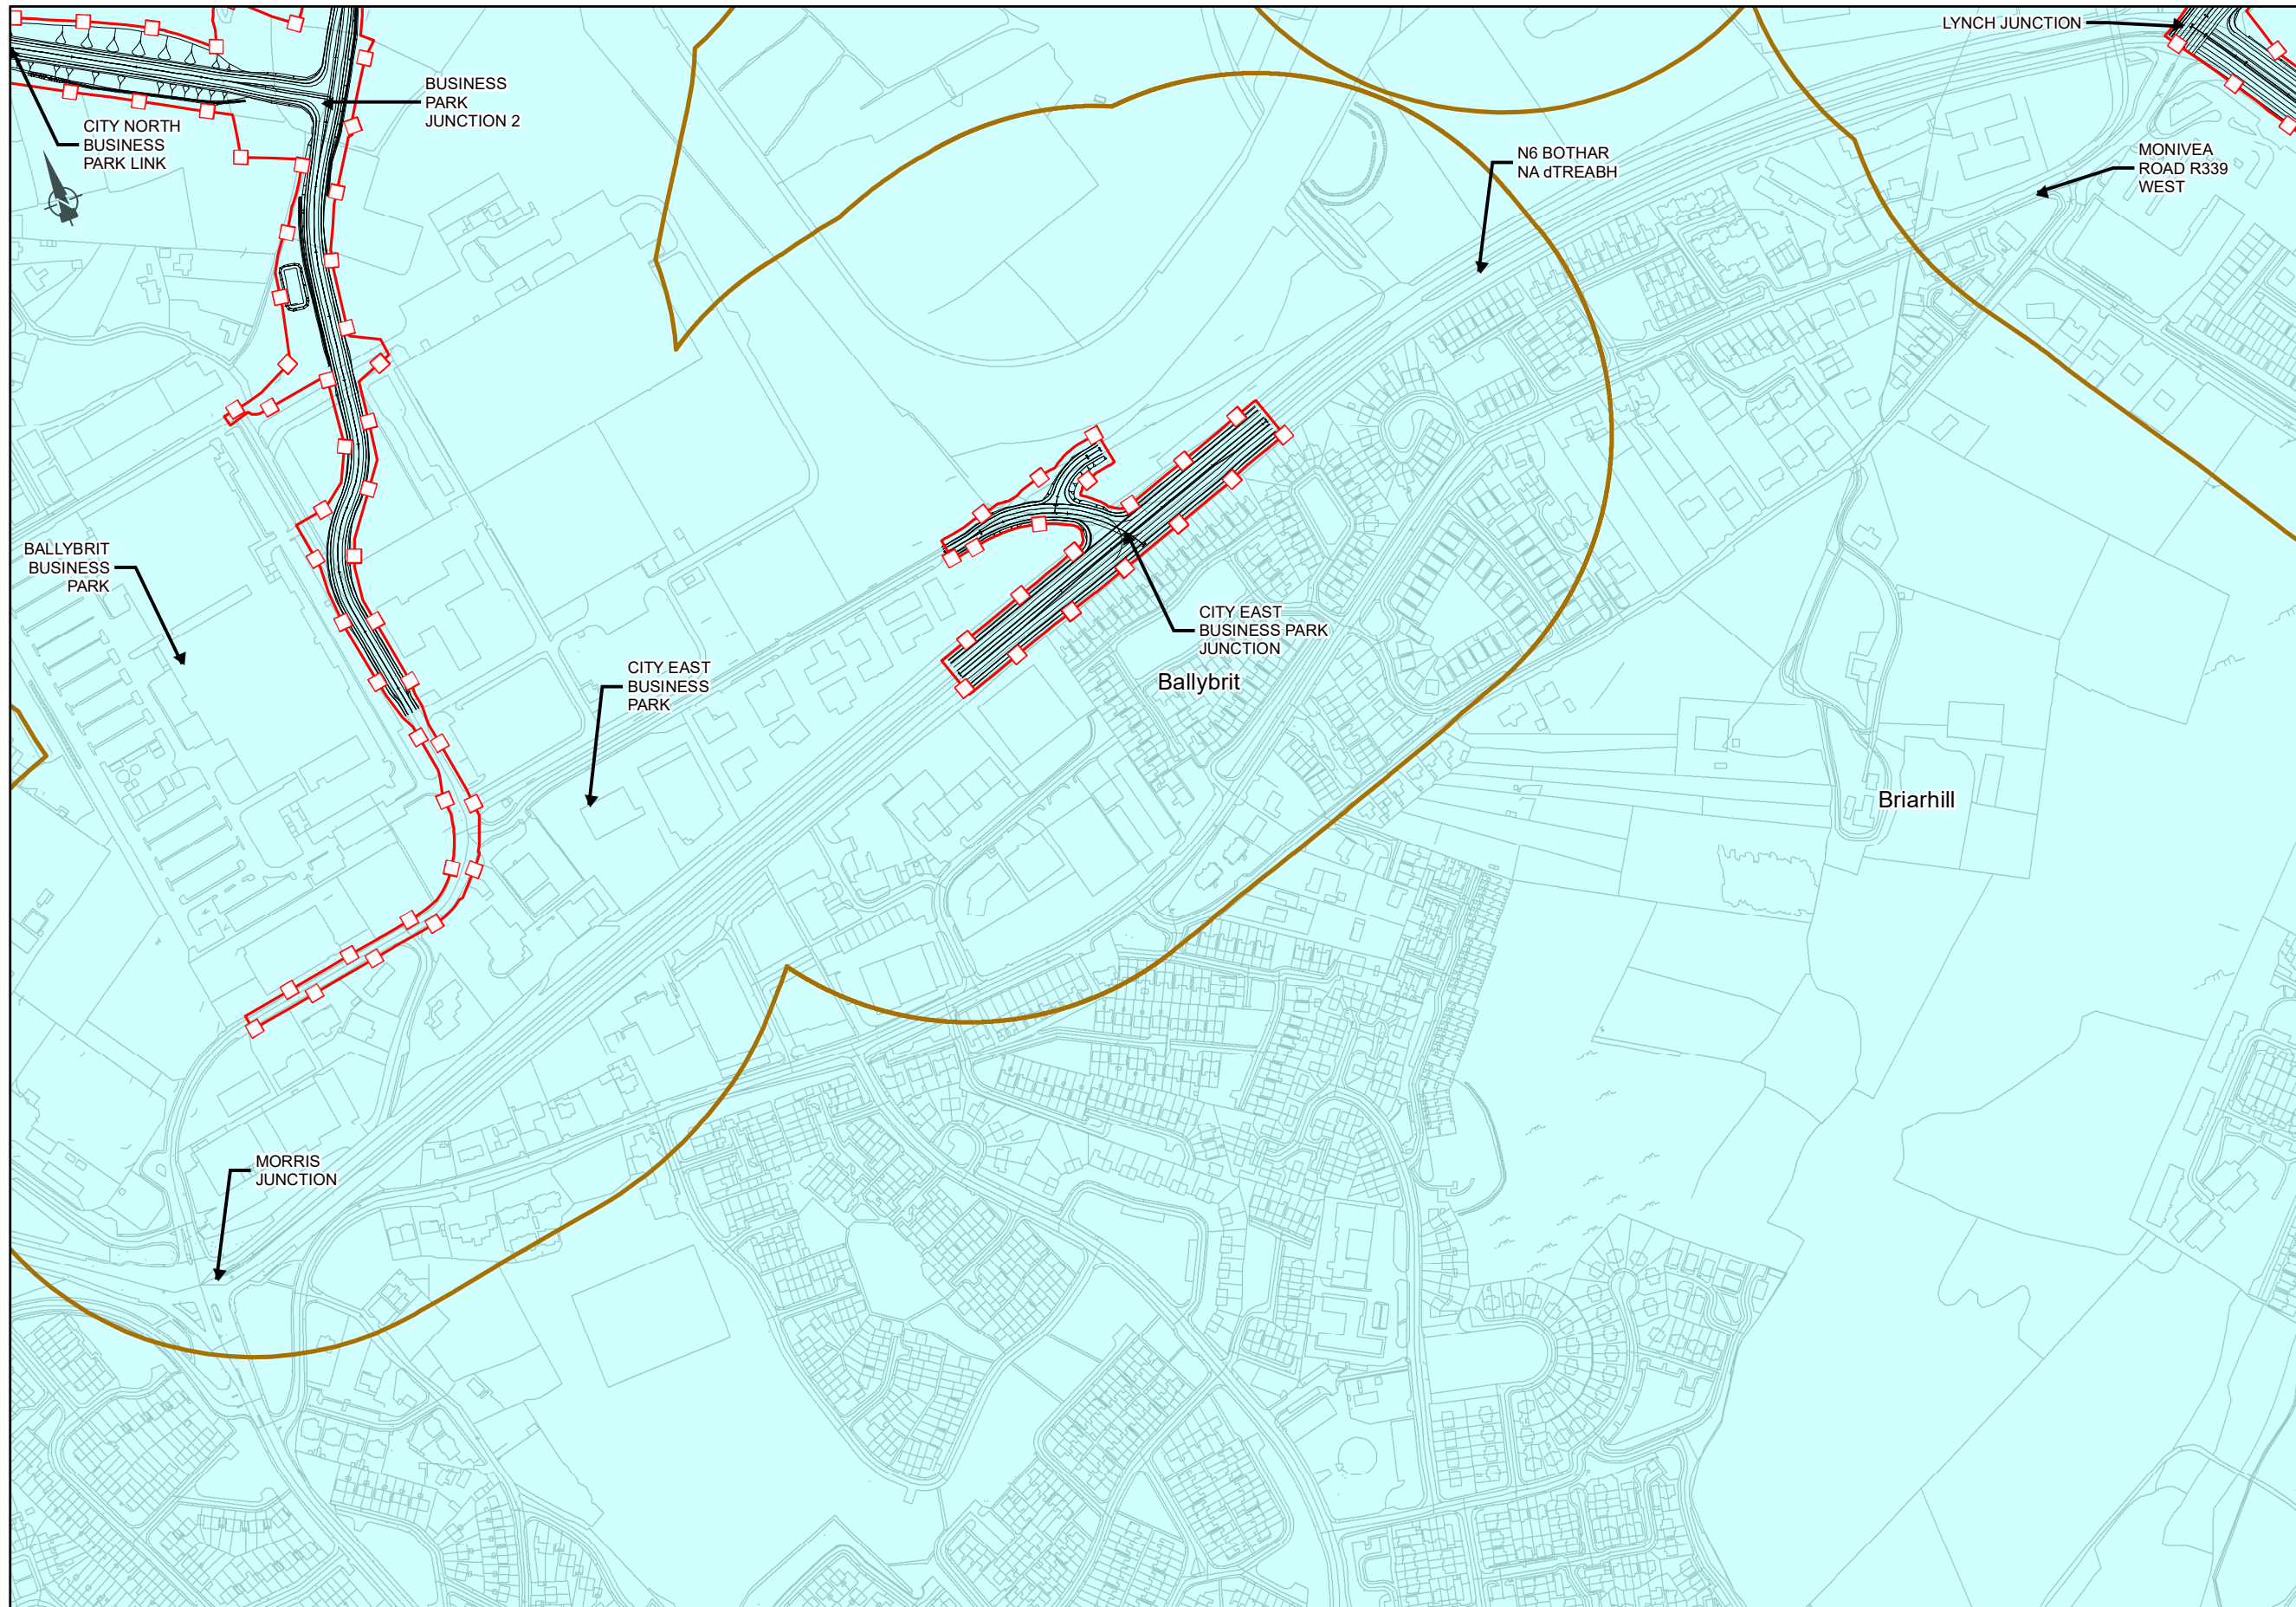 LYNCH JUNCTION
BUSINESS
PARK
JUNCTION 2
CITY NORTH
BUSINESS
PARK LINK
N6 BOTHAR
NA dTREABH
MONIVEA
ROAD R339
WEST
BALLYBRIT
BUSINESS
PARK
CITY EAST
BUSINESS PARK
JUNCTION
CITY EAST
BUSINESS
PARK
Ballybrit
Briarhill
MORRIS
JUNCTION